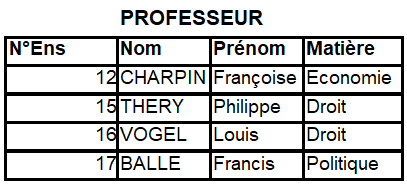 PROFESSEUR
N°Ens Nom Prénom Matière
12 CHARPIN Françoise Economie
15 THERY Philippe Droit
16 VOGEL Louis Droit
17 BALLE Francis Politique